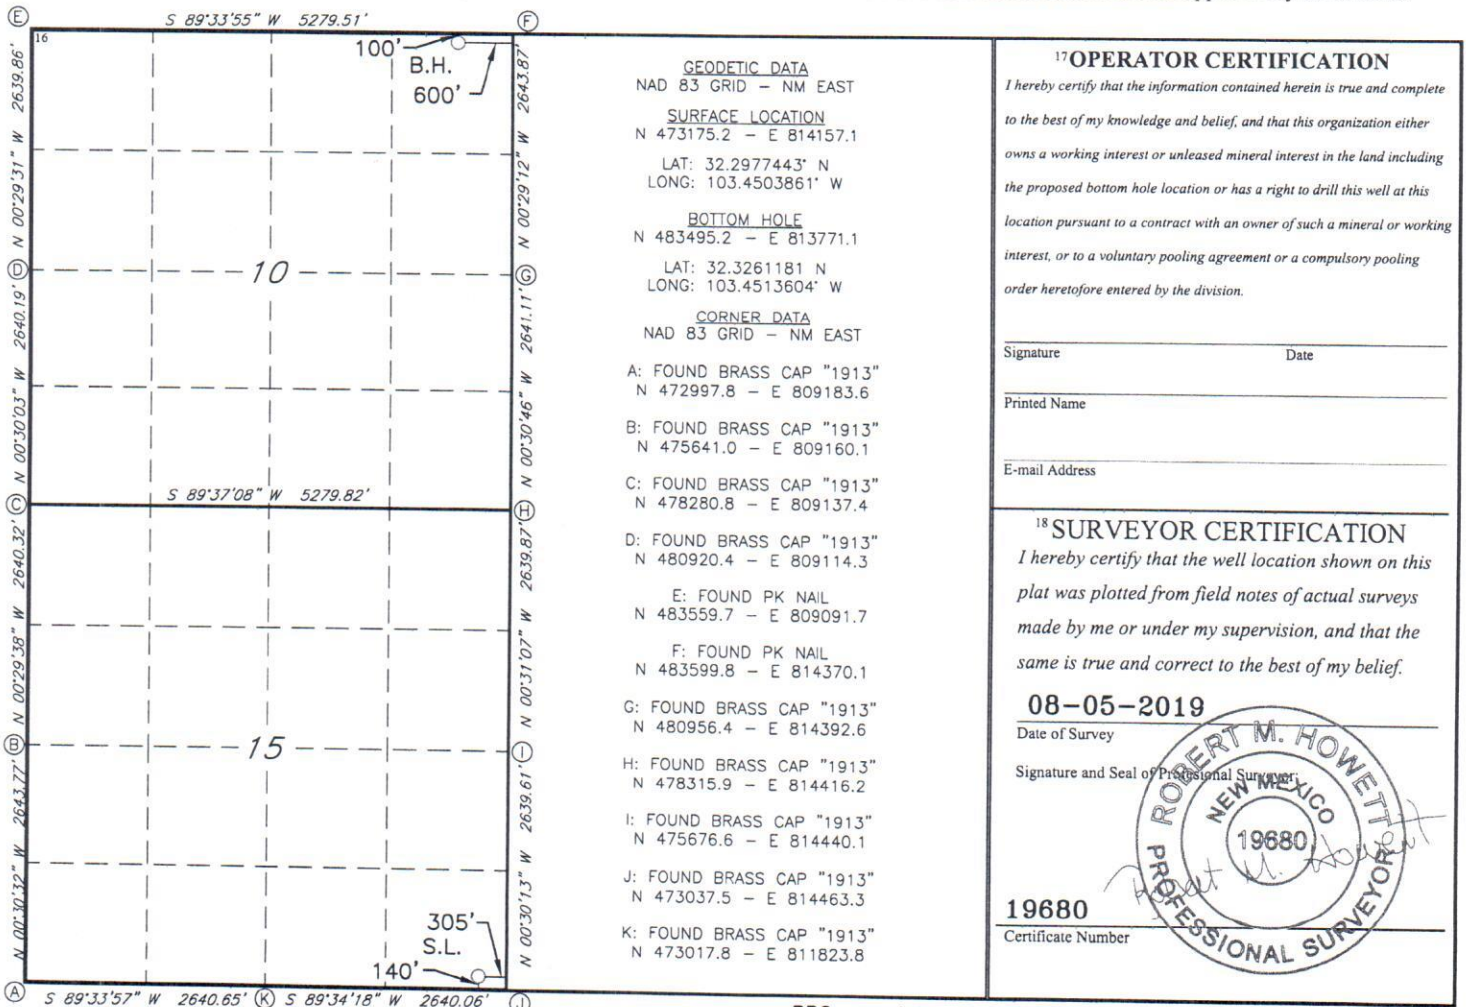 Ⓔ S 89°33'55" W 5279.51' Ⓕ
16
100'
B.H.
600'
N 00°29'31" W 2639.86'
N 00°29'12" W 2643.87'
Ⓓ 10 Ⓖ
N 00°30'03" W 2640.19'
N 00°30'46" W 2641.11'
Ⓒ S 89°37'08" W 5279.82' Ⓗ
N 00°29'38" W 2640.32'
N 00°31'07" W 2639.87'
Ⓑ 15 Ⓘ
N 00°30'32" W 2643.77'
N 00°30'13" W 2639.61'
305'
S.L.
140'
Ⓐ S 89°33'57" W 2640.65' Ⓚ S 89°34'18" W 2640.06' Ⓙ
GEODETIC DATA
NAD 83 GRID – NM EAST
SURFACE LOCATION
N 473175.2 – E 814157.1
LAT: 32.2977443° N
LONG: 103.4503861° W
BOTTOM HOLE
N 483495.2 – E 813771.1
LAT: 32.3261181 N
LONG: 103.4513604° W
CORNER DATA
NAD 83 GRID – NM EAST
A: FOUND BRASS CAP "1913"
N 472997.8 – E 809183.6
B: FOUND BRASS CAP "1913"
N 475641.0 – E 809160.1
C: FOUND BRASS CAP "1913"
N 478280.8 – E 809137.4
D: FOUND BRASS CAP "1913"
N 480920.4 – E 809114.3
E: FOUND PK NAIL
N 483559.7 – E 809091.7
F: FOUND PK NAIL
N 483599.8 – E 814370.1
G: FOUND BRASS CAP "1913"
N 480956.4 – E 814392.6
H: FOUND BRASS CAP "1913"
N 478315.9 – E 814416.2
I: FOUND BRASS CAP "1913"
N 475676.6 – E 814440.1
J: FOUND BRASS CAP "1913"
N 473037.5 – E 814463.3
K: FOUND BRASS CAP "1913"
N 473017.8 – E 811823.8
17 OPERATOR CERTIFICATION
I hereby certify that the information contained herein is true and complete
to the best of my knowledge and belief, and that this organization either
owns a working interest or unleased mineral interest in the land including
the proposed bottom hole location or has a right to drill this well at this
location pursuant to a contract with an owner of such a mineral or working
interest, or to a voluntary pooling agreement or a compulsory pooling
order heretofore entered by the division.
Signature Date
Printed Name
E-mail Address
18 SURVEYOR CERTIFICATION
I hereby certify that the well location shown on this
plat was plotted from field notes of actual surveys
made by me or under my supervision, and that the
same is true and correct to the best of my belief.
08-05-2019
Date of Survey
Signature and Seal of Profesional Surveyor:
ROBERT M. HOWETT
NEW MEXICO
19680
PROFESSIONAL SURVEYOR
Robert M. Howett
19680
Certificate Number